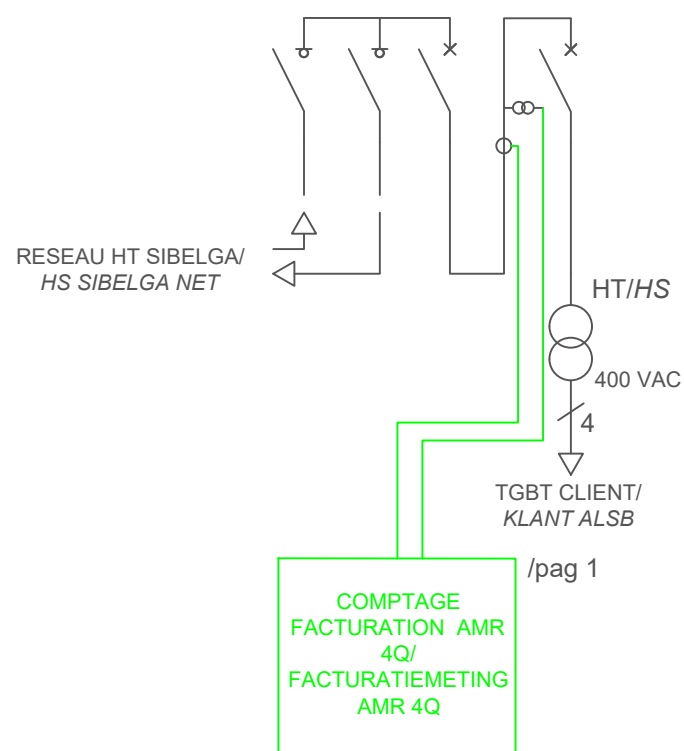 RESEAU HT SIBELGA/
HS SIBELGA NET
HT/HS
400 VAC
4
TGBT CLIENT/
KLANT ALSB
/pag 1
COMPTAGE
FACTURATION AMR
4Q/
FACTURATIEMETING
AMR 4Q